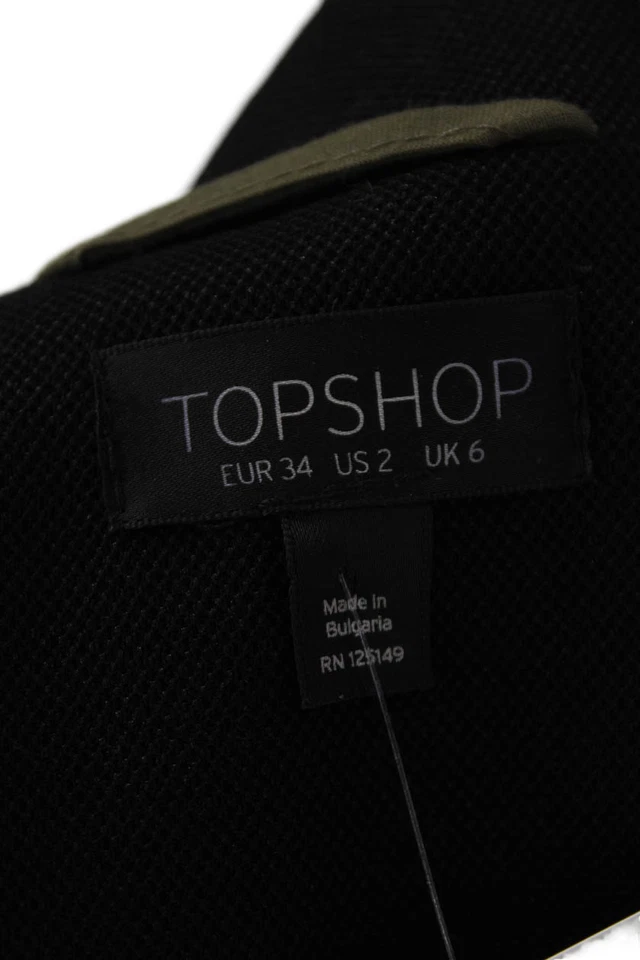 TOPSHOP
EUR 34 US 2 UK 6
Made In
Bulgaria
RN 125149